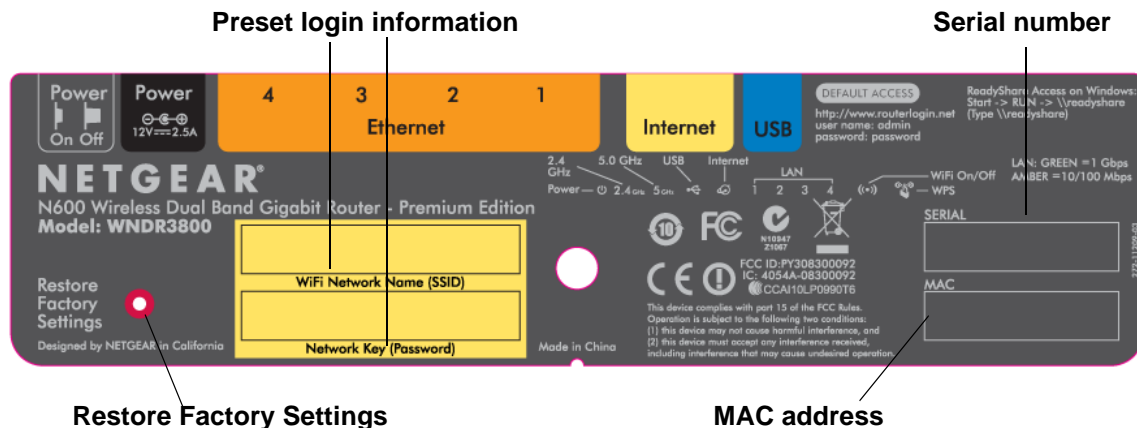 Preset login information
Serial number
Power
On Off
Power
12V 2.5A
4 3 2 1
Ethernet
Internet
USB
DEFAULT ACCESS
http://www.routerlogin.net
user name: admin
password: password
ReadyShare Access on Windows:
Start -> RUN -> \\readyshare
(Type \\readyshare)
2.4 GHz
5.0 GHz
USB
Internet
LAN
Power
2.4 GHz
5 GHz
1 2 3 4
WiFi On/Off
WPS
LAN: GREEN =1 Gbps
AMBER =10/100 Mbps
NETGEAR®
N600 Wireless Dual Band Gigabit Router - Premium Edition
Model: WNDR3800
WiFi Network Name (SSID)
Network Key (Password)
Restore
Factory
Settings
Designed by NETGEAR in California
Made in China
10
FC
N10947
Z1067
CE
FCC ID:PY308300092
IC: 4054A-08300092
CCAI10LP0990T6
This device complies with part 15 of the FCC Rules.
Operation is subject to the following two conditions:
(1) this device may not cause harmful interference, and
(2) this device must accept any interference received,
including interference that may cause undesired operation.
SERIAL
MAC
Restore Factory Settings
MAC address